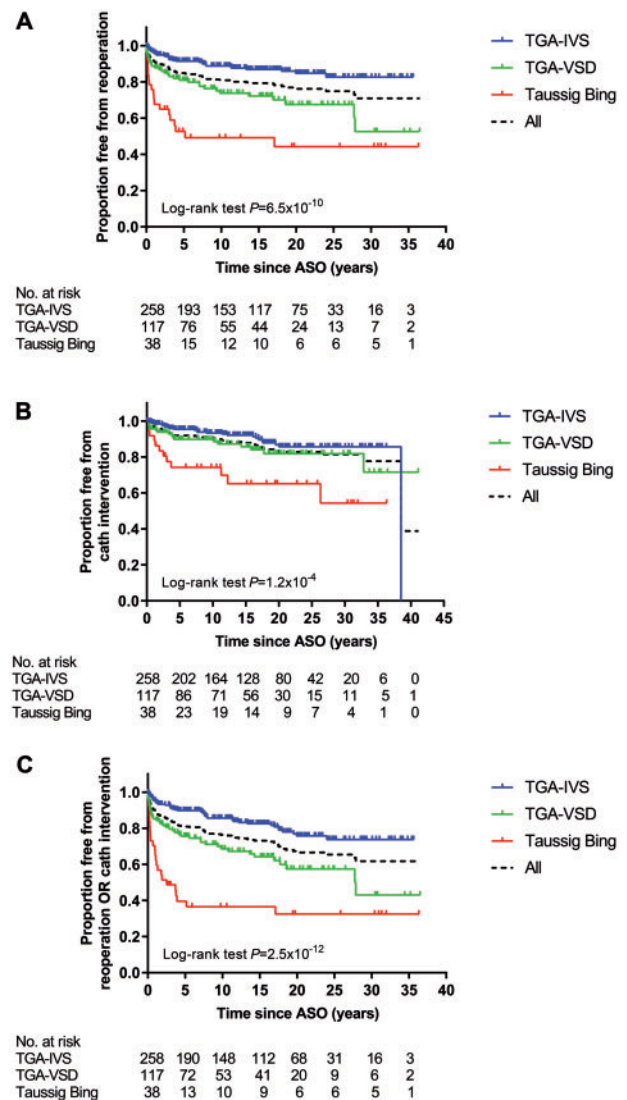 A
Proportion free from reoperation
1.0
0.8
0.6
0.4
0.2
0.0
Log-rank test P=6.5x10-10
0 5 10 15 20 25 30 35 40
Time since ASO (years)
TGA-IVS
TGA-VSD
Taussig Bing
All
No. at risk
TGA-IVS 258 193 153 117 75 33 16 3
TGA-VSD 117 76 55 44 24 13 7 2
Taussig Bing 38 15 12 10 6 6 5 1
B
Proportion free from
cath intervention
1.0
0.8
0.6
0.4
0.2
0.0
Log-rank test P=1.2x10-4
0 5 10 15 20 25 30 35 40 45
Time since ASO (years)
TGA-IVS
TGA-VSD
Taussig Bing
All
No. at risk
TGA-IVS 258 202 164 128 80 42 20 6 0
TGA-VSD 117 86 71 56 30 15 11 5 1
Taussig Bing 38 23 19 14 9 7 4 1 0
C
Proportion free from
reoperation OR cath intervention
1.0
0.8
0.6
0.4
0.2
0.0
Log-rank test P=2.5x10-12
0 5 10 15 20 25 30 35 40
Time since ASO (years)
TGA-IVS
TGA-VSD
Taussig Bing
All
No. at risk
TGA-IVS 258 190 148 112 68 31 16 3
TGA-VSD 117 72 53 41 20 9 6 2
Taussig Bing 38 13 10 9 6 6 5 1